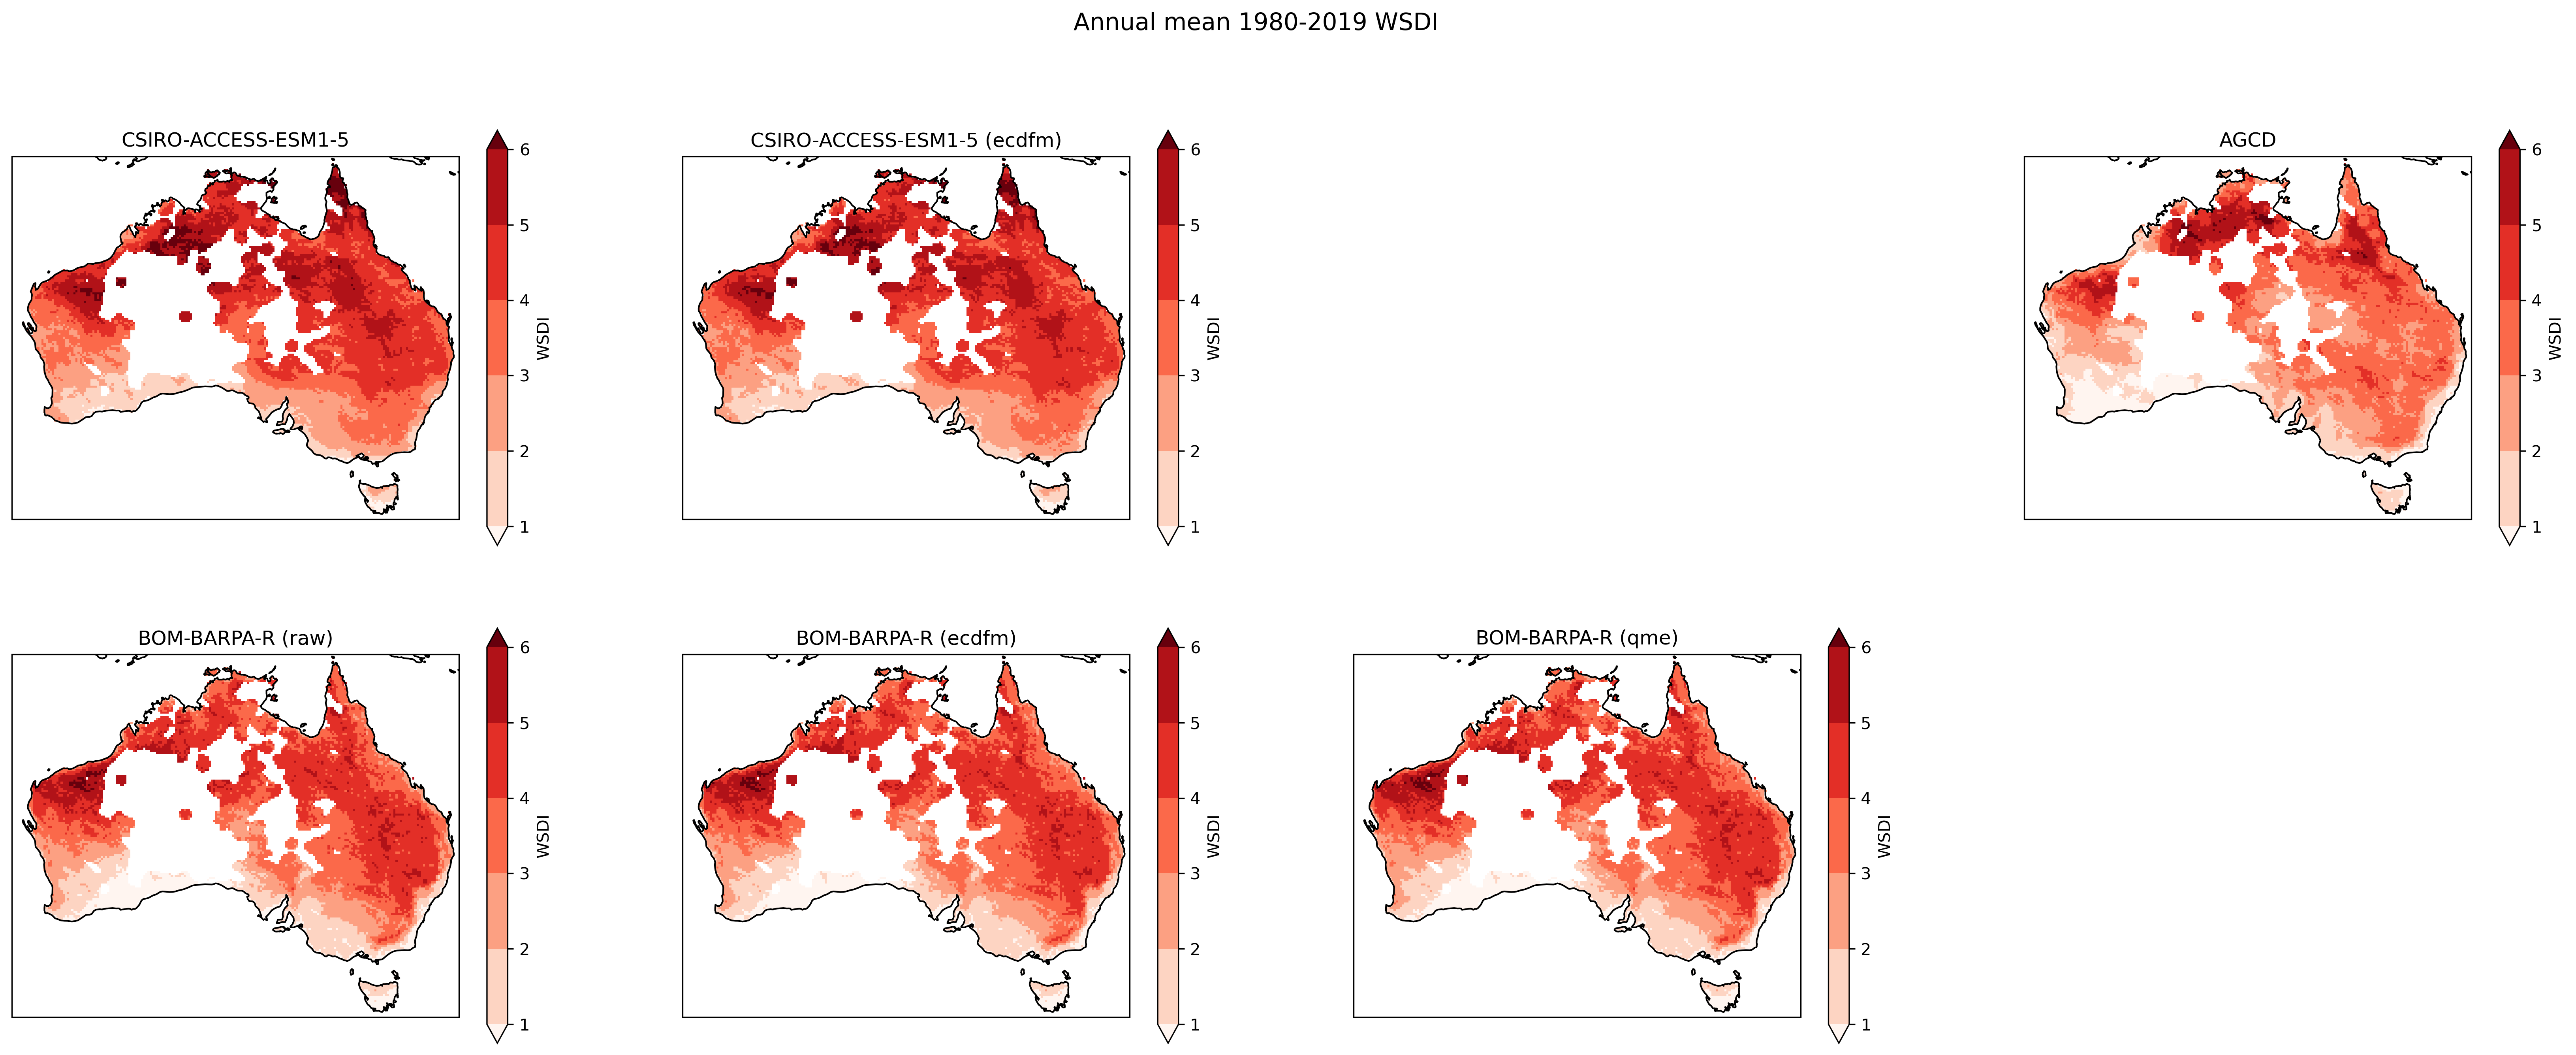 Annual mean 1980-2019 WSDI
CSIRO-ACCESS-ESM1-5
6
5
4
3
2
1
WSDI
CSIRO-ACCESS-ESM1-5 (ecdfm)
6
5
4
3
2
1
WSDI
AGCD
6
5
4
3
2
1
WSDI
BOM-BARPA-R (raw)
6
5
4
3
2
1
WSDI
BOM-BARPA-R (ecdfm)
6
5
4
3
2
1
WSDI
BOM-BARPA-R (qme)
6
5
4
3
2
1
WSDI